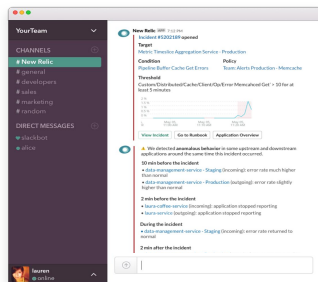 YourTeam
CHANNELS
# New Relic
# general
# developers
# sales
# marketing
# random
DIRECT MESSAGES
slackbot
alice
lauren
online
New Relic
Incident #5202189 opened
Target
Metric Timeslice Aggregation Service - Production
Condition
Policy
Pipeline Buffer Cache Get Errors
Team Alerts Production - Memcache
Threshold
Custom/Distributed/Cache/Client/Op/Error Memcached Get' > 10 for at
least 5 minutes
View incident
Go to Runbook
Application Overview
We detected anomalous behavior in some upstream and downstream
applications around the same time this incident occurred.
10 min before the incident
• data-management-service - Staging (incoming): error rate much higher
than normal
• data-management-service - Production (outgoing): error rate slightly
higher than normal
2 min before the incident
• laura-coffee-service (incoming): application stopped reporting
• laura-service (outgoing): application stopped reporting
During the incident
• data-management-service - Staging (incoming): error rate returned to
normal
2 min after the incident